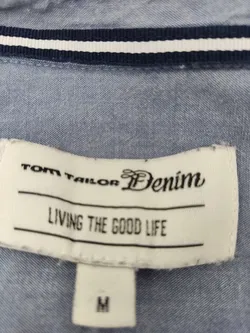 TOM TAILOR Denim
LIVING THE GOOD LIFE
M